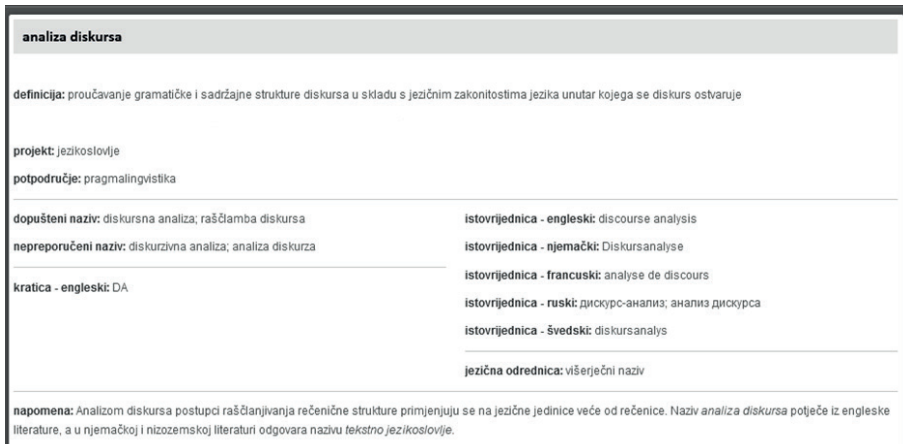 analiza diskursa
definicija: proučavanje gramatičke i sadržajne strukture diskursa u skladu s jezičnim zakonitostima jezika unutar kojega se diskurs ostvaruje
projekt: jezikoslovlje
potpodručje: pragmalingvistika
dopušteni naziv: diskursna analiza; raščlamba diskursa
nepreporučeni naziv: diskurzivna analiza; analiza diskurza
kratica - engleski: DA
istovrijednica - engleski: discourse analysis
istovrijednica - njemački: Diskursanalyse
istovrijednica - francuski: analyse de discours
istovrijednica - ruski: дискурс-анализ; анализ дискурса
istovrijednica - švedski: diskursanalys
jezična odrednica: višerječni naziv
napomena: Analizom diskursa postupci raščlanjivanja rečenične strukture primjenjuju se na jezične jedinice veće od rečenice. Naziv analiza diskursa potječe iz engleske
literature, a u njemačkoj i nizozemskoj literaturi odgovara nazivu tekstno jezikoslovlje.